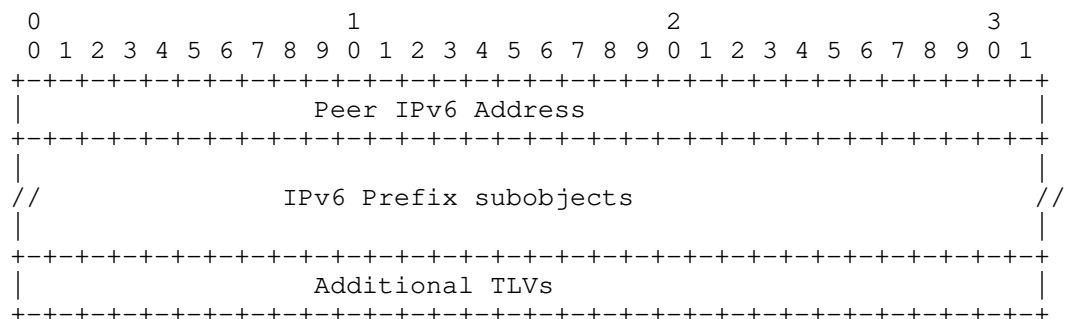 0                   1                   2                   3
 0 1 2 3 4 5 6 7 8 9 0 1 2 3 4 5 6 7 8 9 0 1 2 3 4 5 6 7 8 9 0 1
+-+-+-+-+-+-+-+-+-+-+-+-+-+-+-+-+-+-+-+-+-+-+-+-+-+-+-+-+-+-+-+-+
|                  Peer IPv6 Address                            |
+-+-+-+-+-+-+-+-+-+-+-+-+-+-+-+-+-+-+-+-+-+-+-+-+-+-+-+-+-+-+-+-+
|                                                               |
//               IPv6 Prefix subobjects                         //
|                                                               |
+-+-+-+-+-+-+-+-+-+-+-+-+-+-+-+-+-+-+-+-+-+-+-+-+-+-+-+-+-+-+-+-+
|                  Additional TLVs                              |
+-+-+-+-+-+-+-+-+-+-+-+-+-+-+-+-+-+-+-+-+-+-+-+-+-+-+-+-+-+-+-+-+